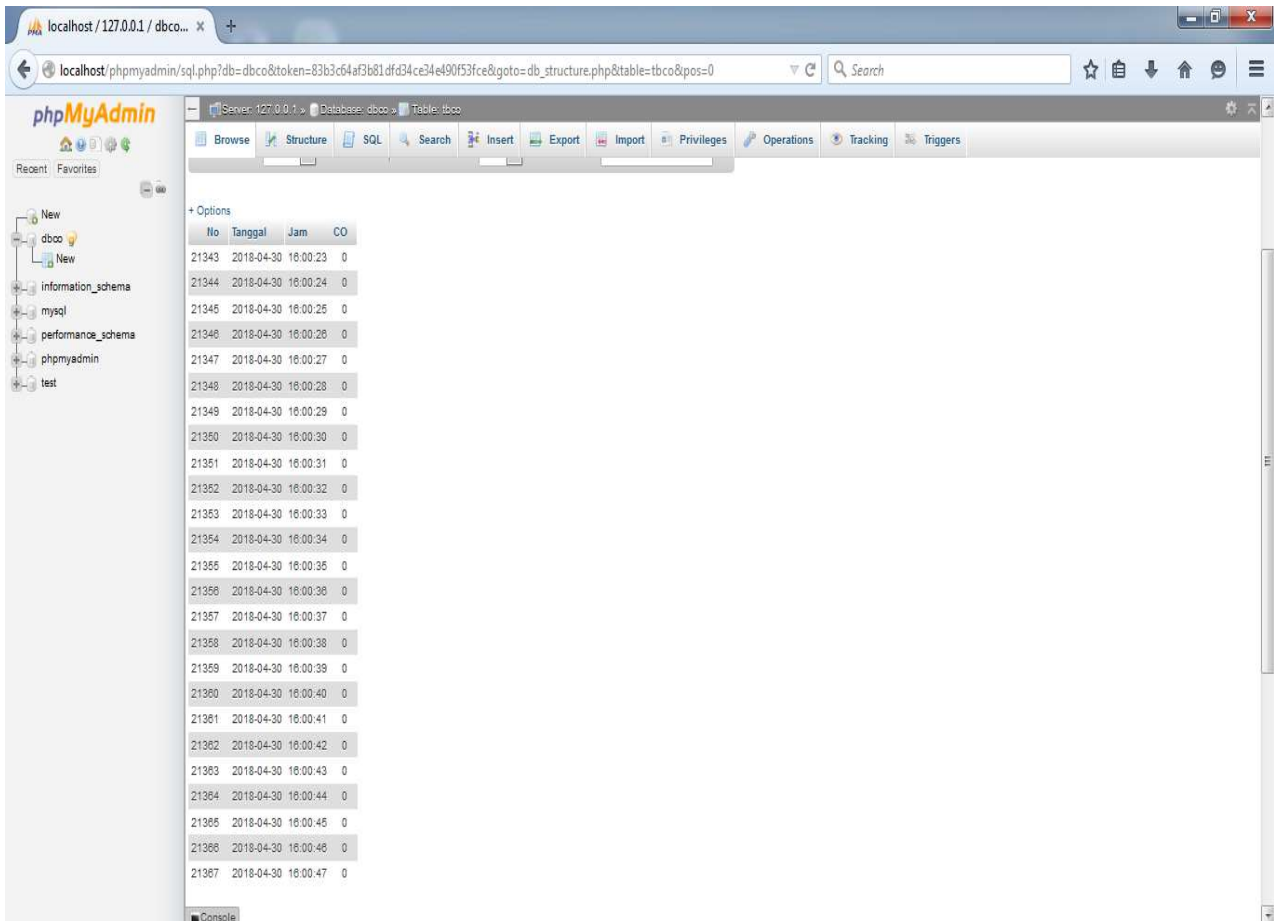 localhost / 127.0.0.1 / dbco... × +
localhost/phpmyadmin/sql.php?db=dbco&token=83b3c64af3b81dfd34ce34e490f53fce&goto=db_structure.php&table=tbco&pos=0
Search
phpMyAdmin
Recent Favorites
New
dbco
New
information_schema
mysql
performance_schema
phpmyadmin
test
Server: 127.0.0.1 » Database: dbco » Table: tbco
Browse Structure SQL Search Insert Export Import Privileges Operations Tracking Triggers
+ Options
No Tanggal Jam CO
21343 2018-04-30 16:00:23 0
21344 2018-04-30 16:00:24 0
21345 2018-04-30 16:00:25 0
21346 2018-04-30 16:00:26 0
21347 2018-04-30 16:00:27 0
21348 2018-04-30 16:00:28 0
21349 2018-04-30 16:00:29 0
21350 2018-04-30 16:00:30 0
21351 2018-04-30 16:00:31 0
21352 2018-04-30 16:00:32 0
21353 2018-04-30 16:00:33 0
21354 2018-04-30 16:00:34 0
21355 2018-04-30 16:00:35 0
21356 2018-04-30 16:00:36 0
21357 2018-04-30 16:00:37 0
21358 2018-04-30 16:00:38 0
21359 2018-04-30 16:00:39 0
21360 2018-04-30 16:00:40 0
21361 2018-04-30 16:00:41 0
21362 2018-04-30 16:00:42 0
21363 2018-04-30 16:00:43 0
21364 2018-04-30 16:00:44 0
21365 2018-04-30 16:00:45 0
21366 2018-04-30 16:00:46 0
21367 2018-04-30 16:00:47 0
Console